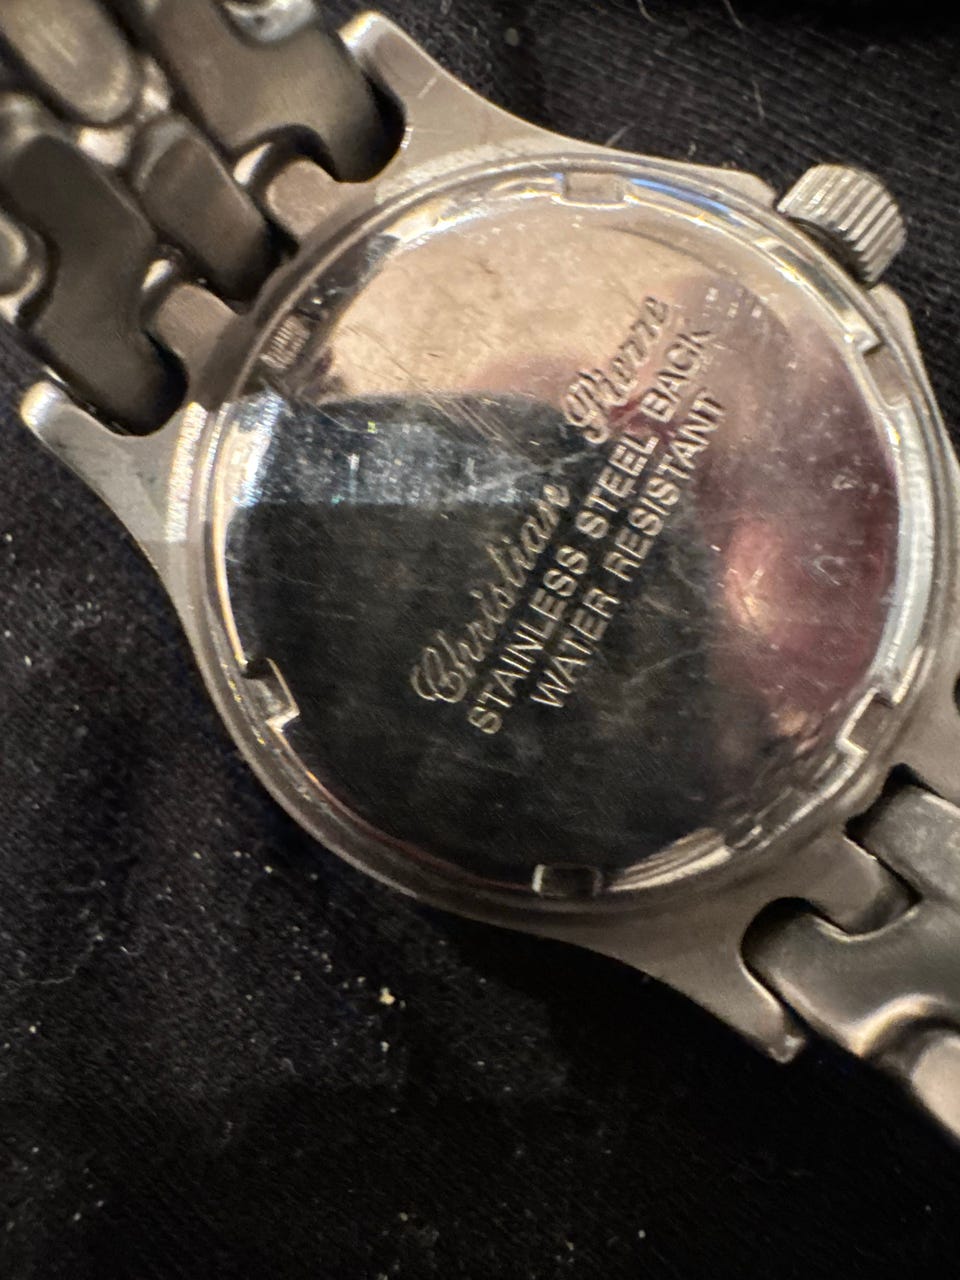 Christian Pierre
STAINLESS STEEL BACK
WATER RESISTANT